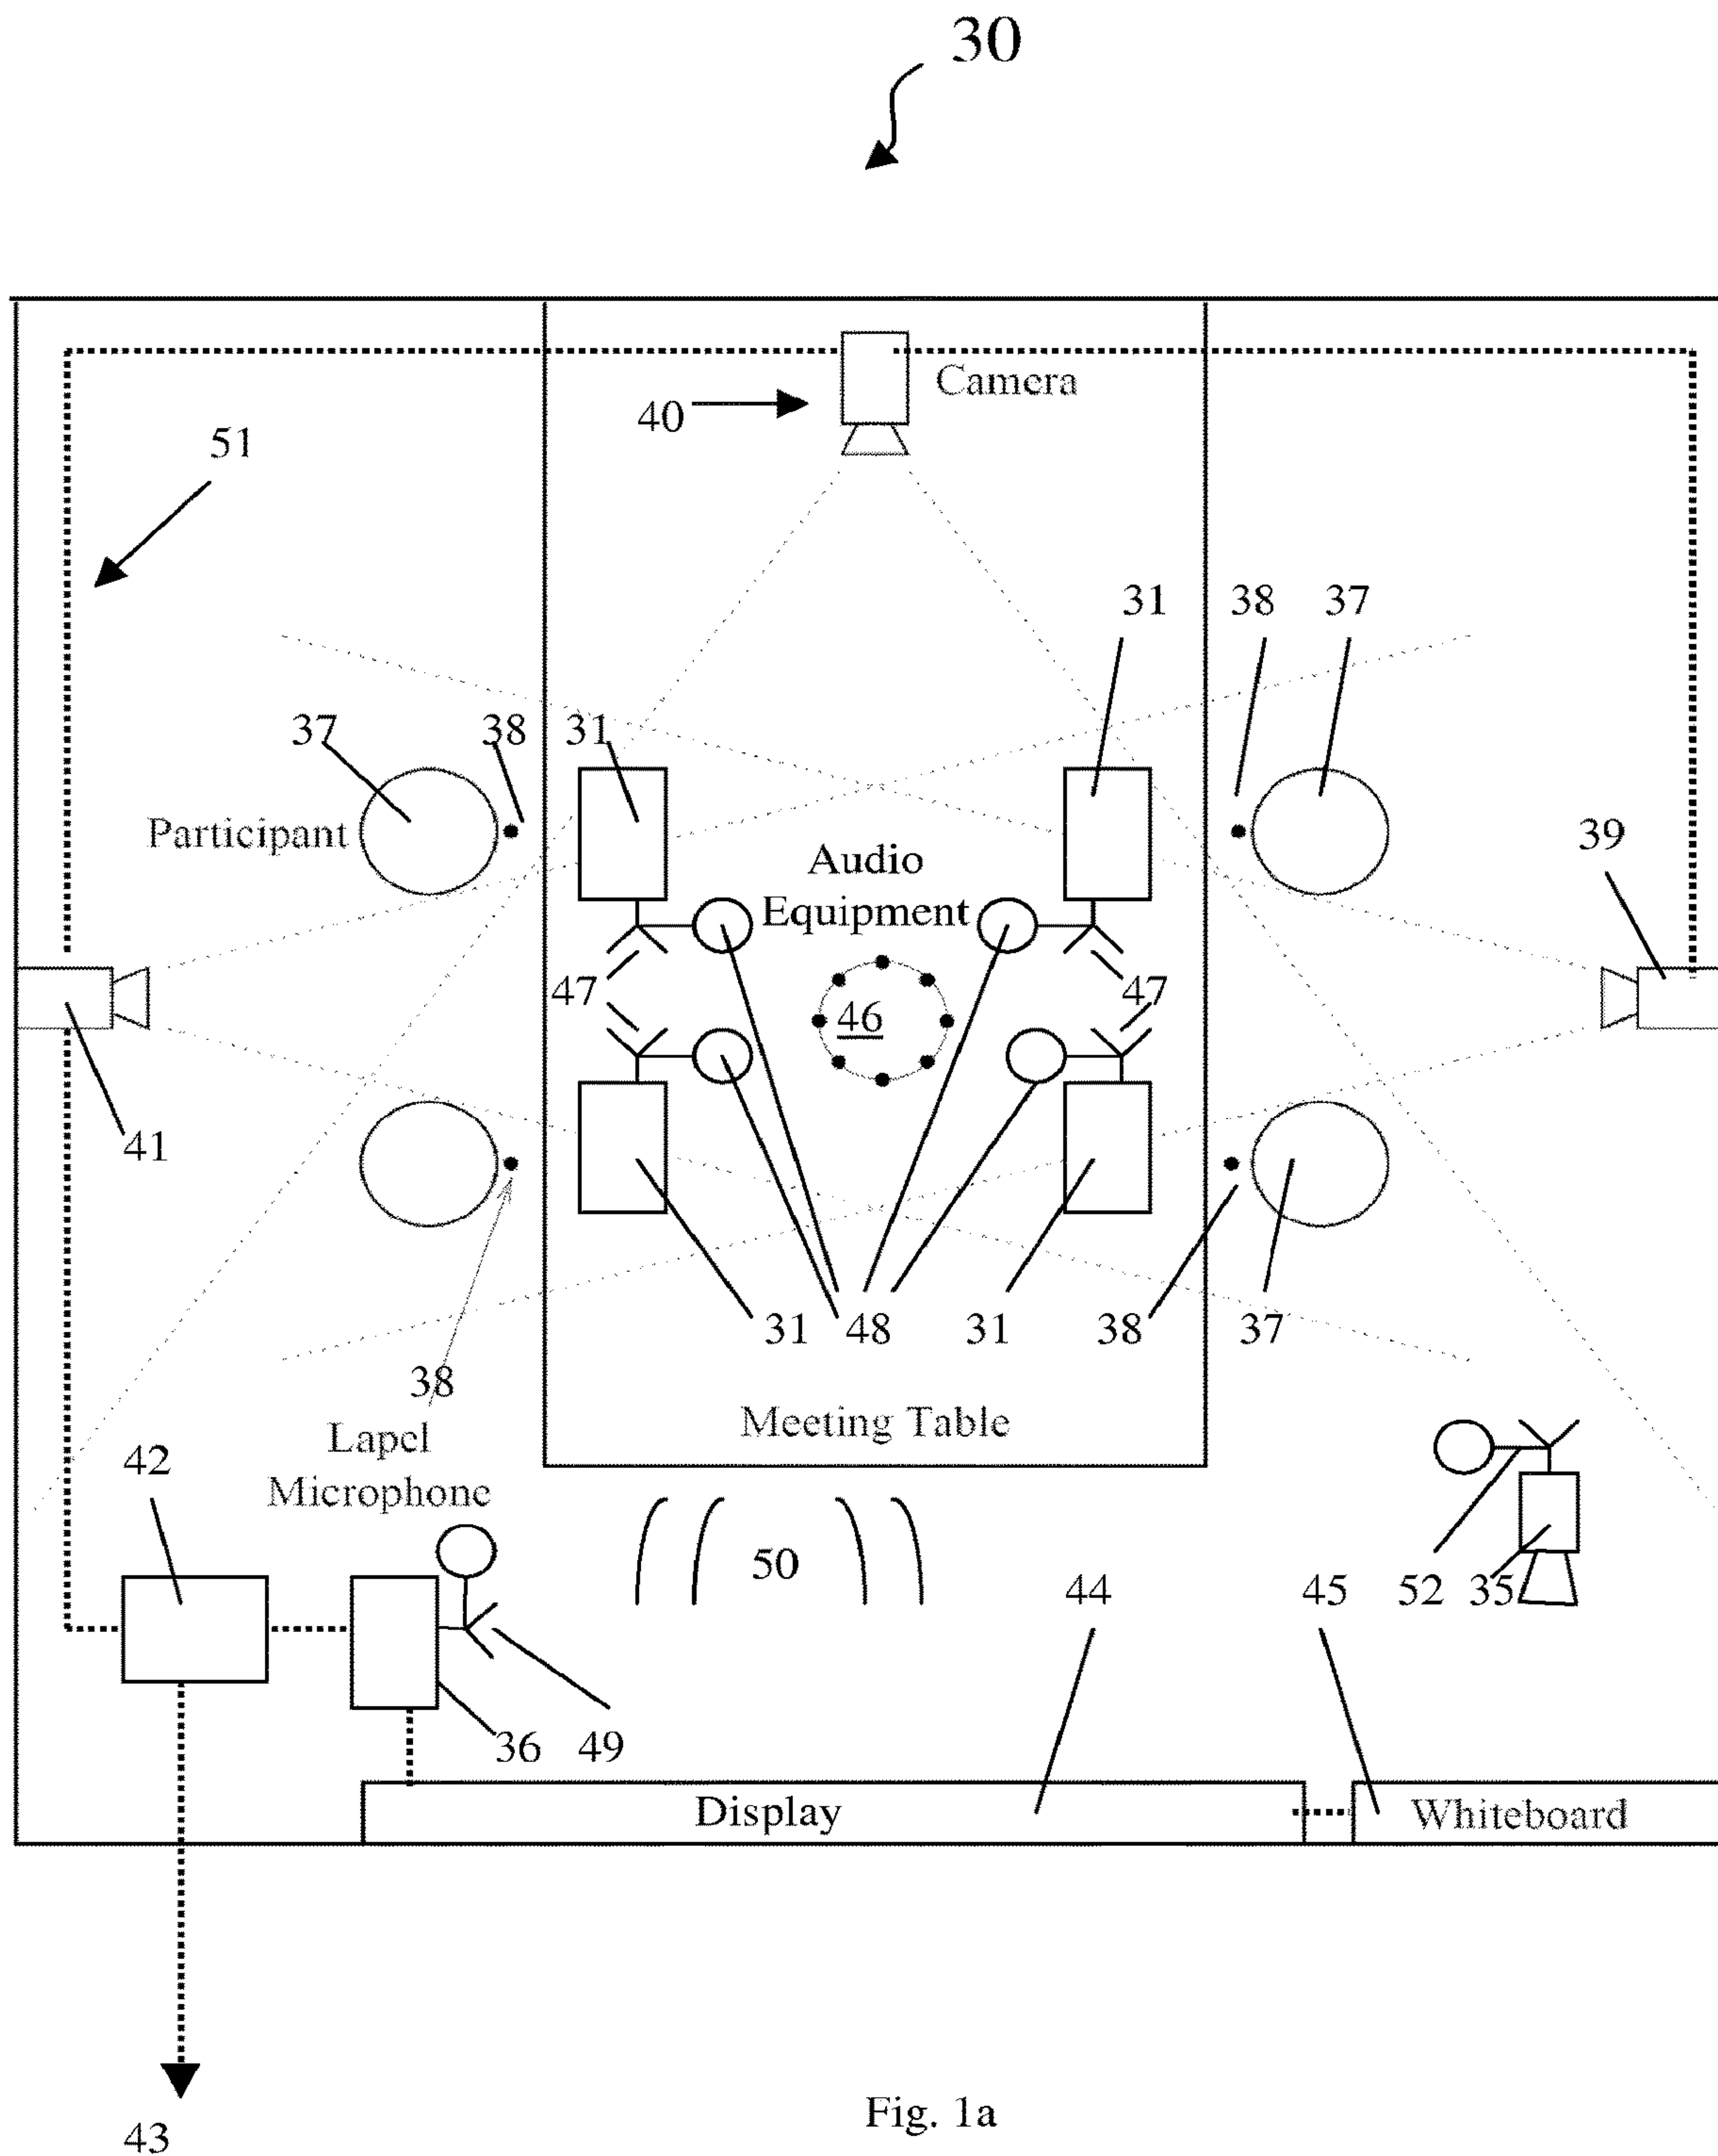 30
Camera
40
51
31 38 37
37 38 31
Participant
39
Audio
Equipment
47 47
46
41
31 48 31 38 37
38
Meeting Table
Lapel
Microphone
42
50
44 45 52 35
36 49
Display
Whiteboard
43
Fig. 1a